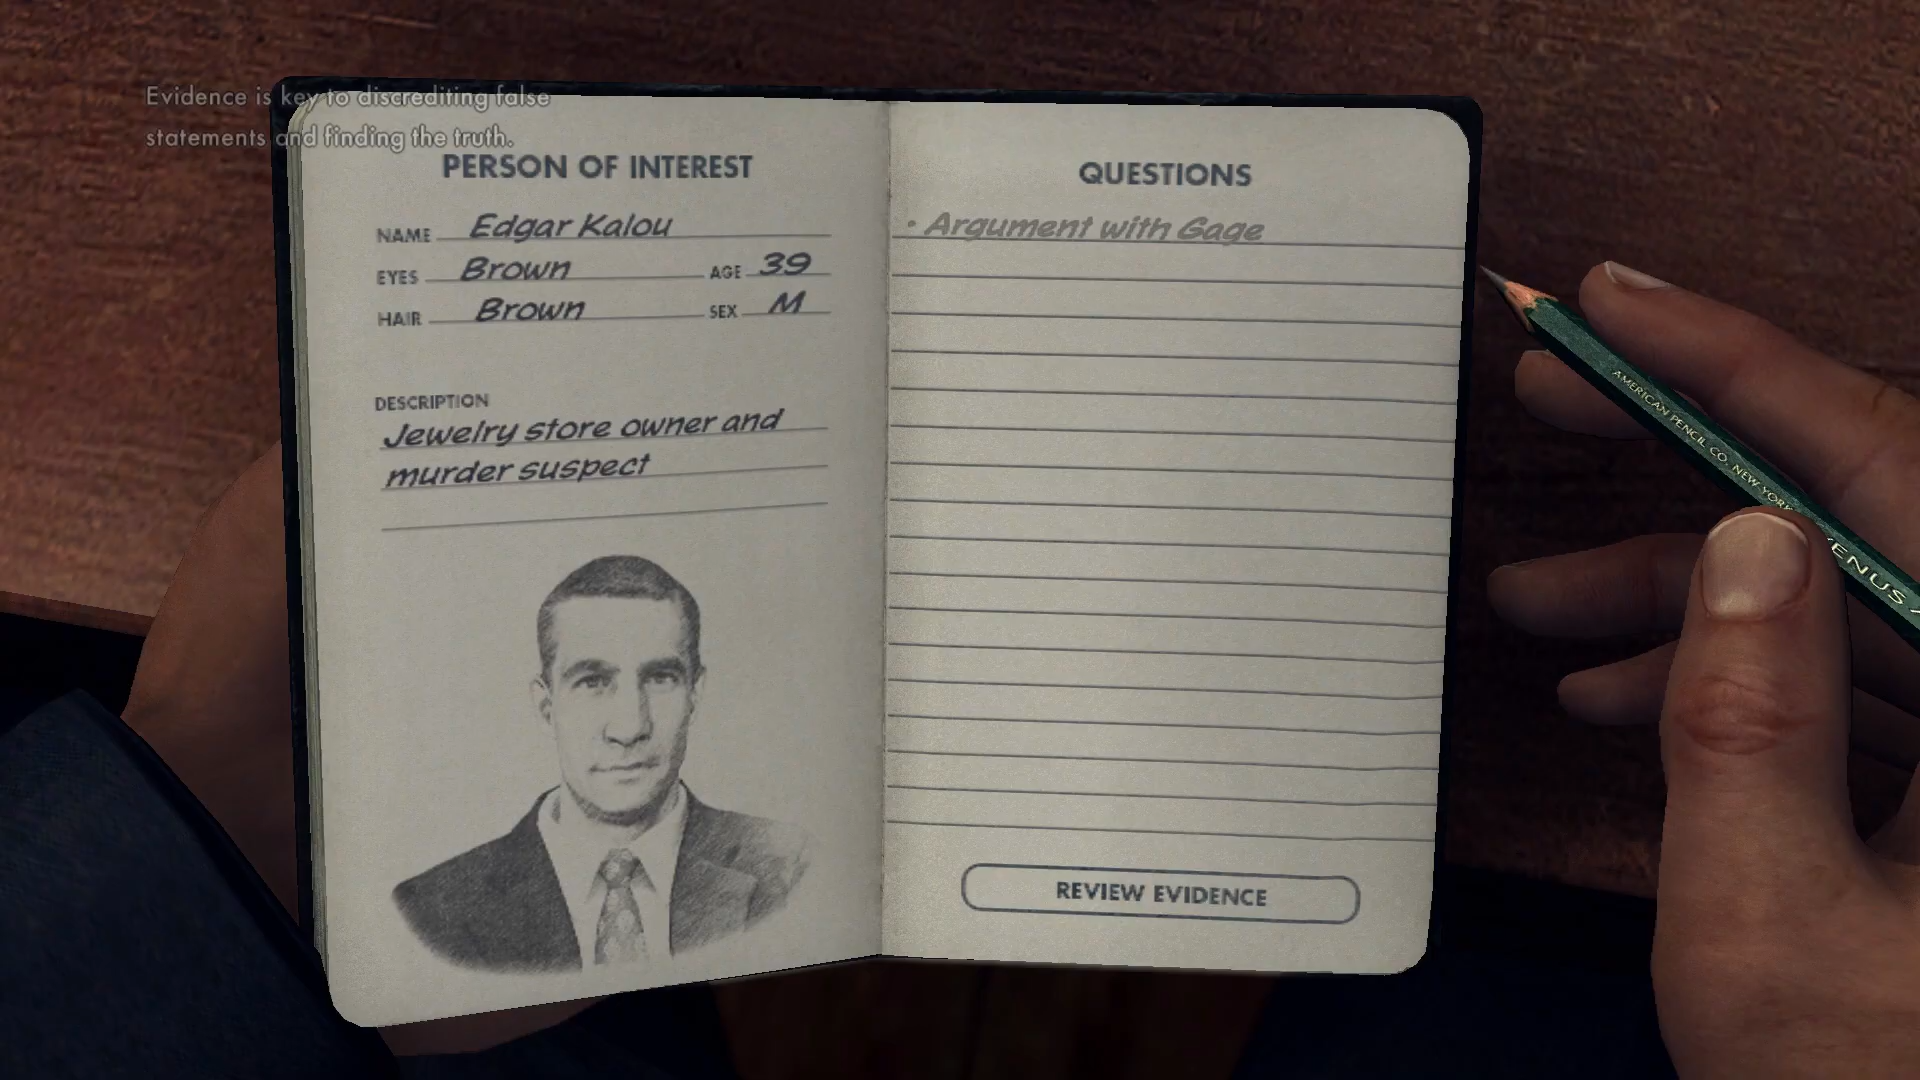 Evidence is key to discrediting false
statements and finding the truth.
PERSON OF INTEREST
NAME Edgar Kalou
EYES Brown AGE 39
HAIR Brown SEX M
DESCRIPTION
Jewelry store owner and
murder suspect
QUESTIONS
• Argument with Gage
REVIEW EVIDENCE
AMERICAN PENCIL CO. NEW YORK
VENUS